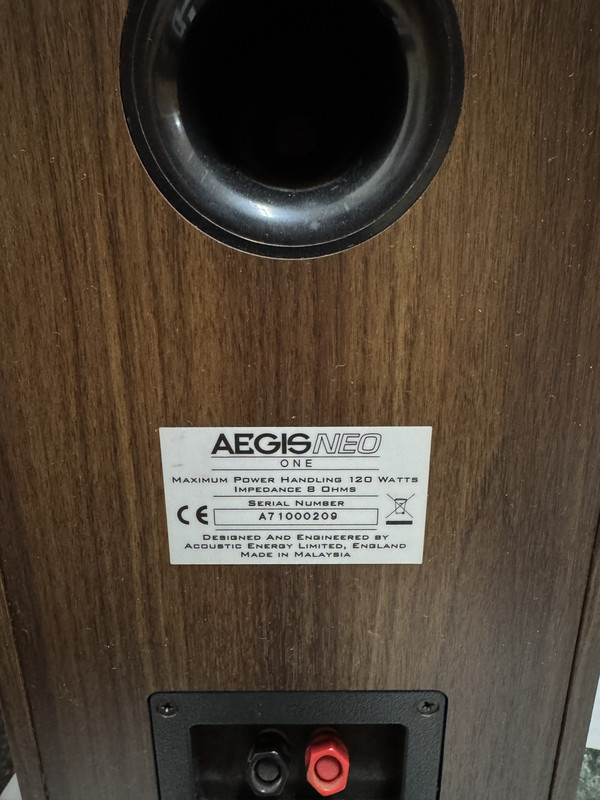 AEGIS NEO
ONE
MAXIMUM POWER HANDLING 120 WATTS
IMPEDANCE 8 OHMS
SERIAL NUMBER
CE A71000209
DESIGNED AND ENGINEERED BY
ACOUSTIC ENERGY LIMITED, ENGLAND
MADE IN MALAYSIA